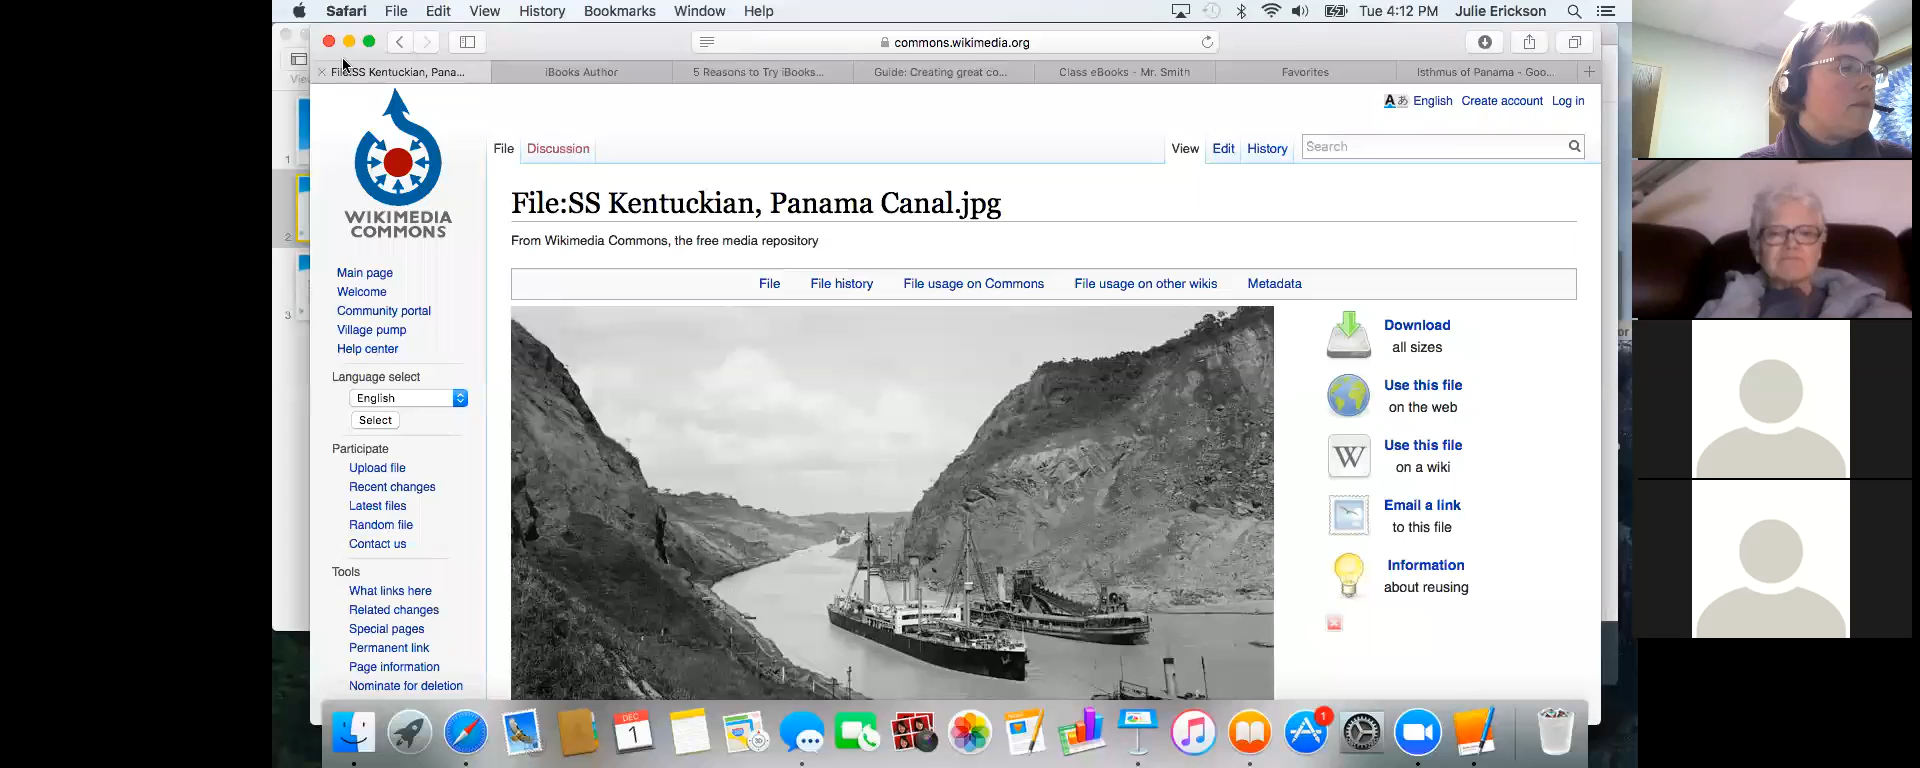 Safari File Edit View History Bookmarks Window Help Tue 4:12 PM Julie Erickson
commons.wikimedia.org
SS Kentuckian, Pana... iBooks Author 5 Reasons to Try iBooks... Guide: Creating great co... Class eBooks - Mr. Smith Favorites Isthmus of Panama - Goo...
English Create account Log in
WIKIMEDIA
COMMONS
File Discussion View Edit History Search
File:SS Kentuckian, Panama Canal.jpg
From Wikimedia Commons, the free media repository
File File history File usage on Commons File usage on other wikis Metadata
Main page
Welcome
Community portal
Village pump
Help center
Language select
English
Select
Participate
Upload file
Recent changes
Latest files
Random file
Contact us
Tools
What links here
Related changes
Special pages
Permanent link
Page information
Nominate for deletion
Download
all sizes
Use this file
on the web
W
Use this file
on a wiki
Email a link
to this file
Information
about reusing
1
2
3
DEC
1
1